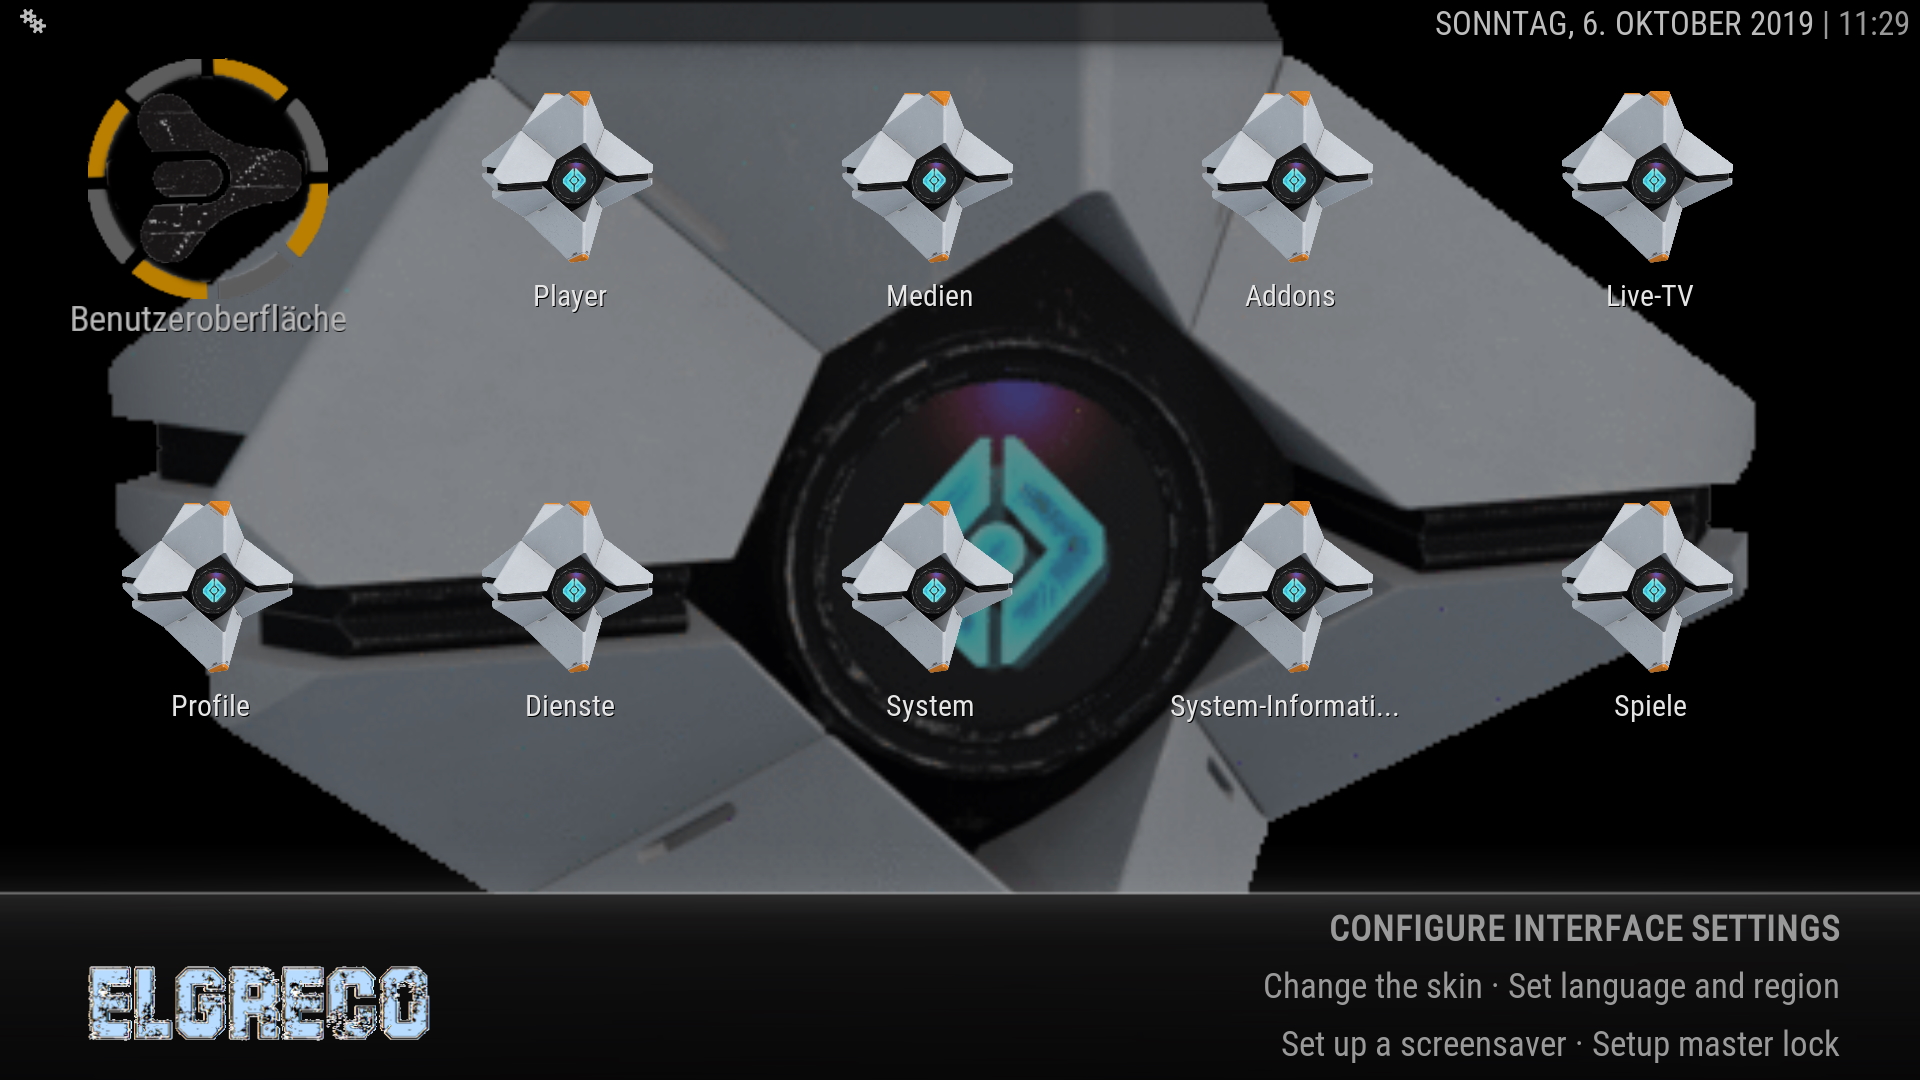 SONNTAG, 6. OKTOBER 2019 | 11:29
Benutzeroberfläche
Player
Medien
Addons
Live-TV
Profile
Dienste
System
System-Informati...
Spiele
ELGRECO
CONFIGURE INTERFACE SETTINGS
Change the skin · Set language and region
Set up a screensaver · Setup master lock